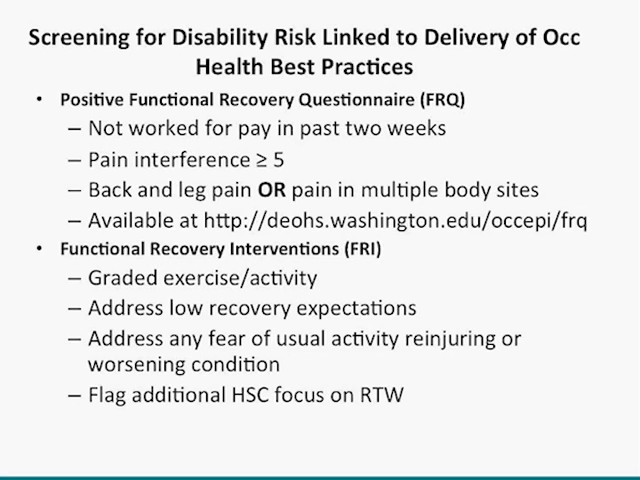 Screening for Disability Risk Linked to Delivery of Occ
Health Best Practices
• Positive Functional Recovery Questionnaire (FRQ)
– Not worked for pay in past two weeks
– Pain interference ≥ 5
– Back and leg pain OR pain in multiple body sites
– Available at http://deohs.washington.edu/occepi/frq
• Functional Recovery Interventions (FRI)
– Graded exercise/activity
– Address low recovery expectations
– Address any fear of usual activity reinjuring or
worsening condition
– Flag additional HSC focus on RTW